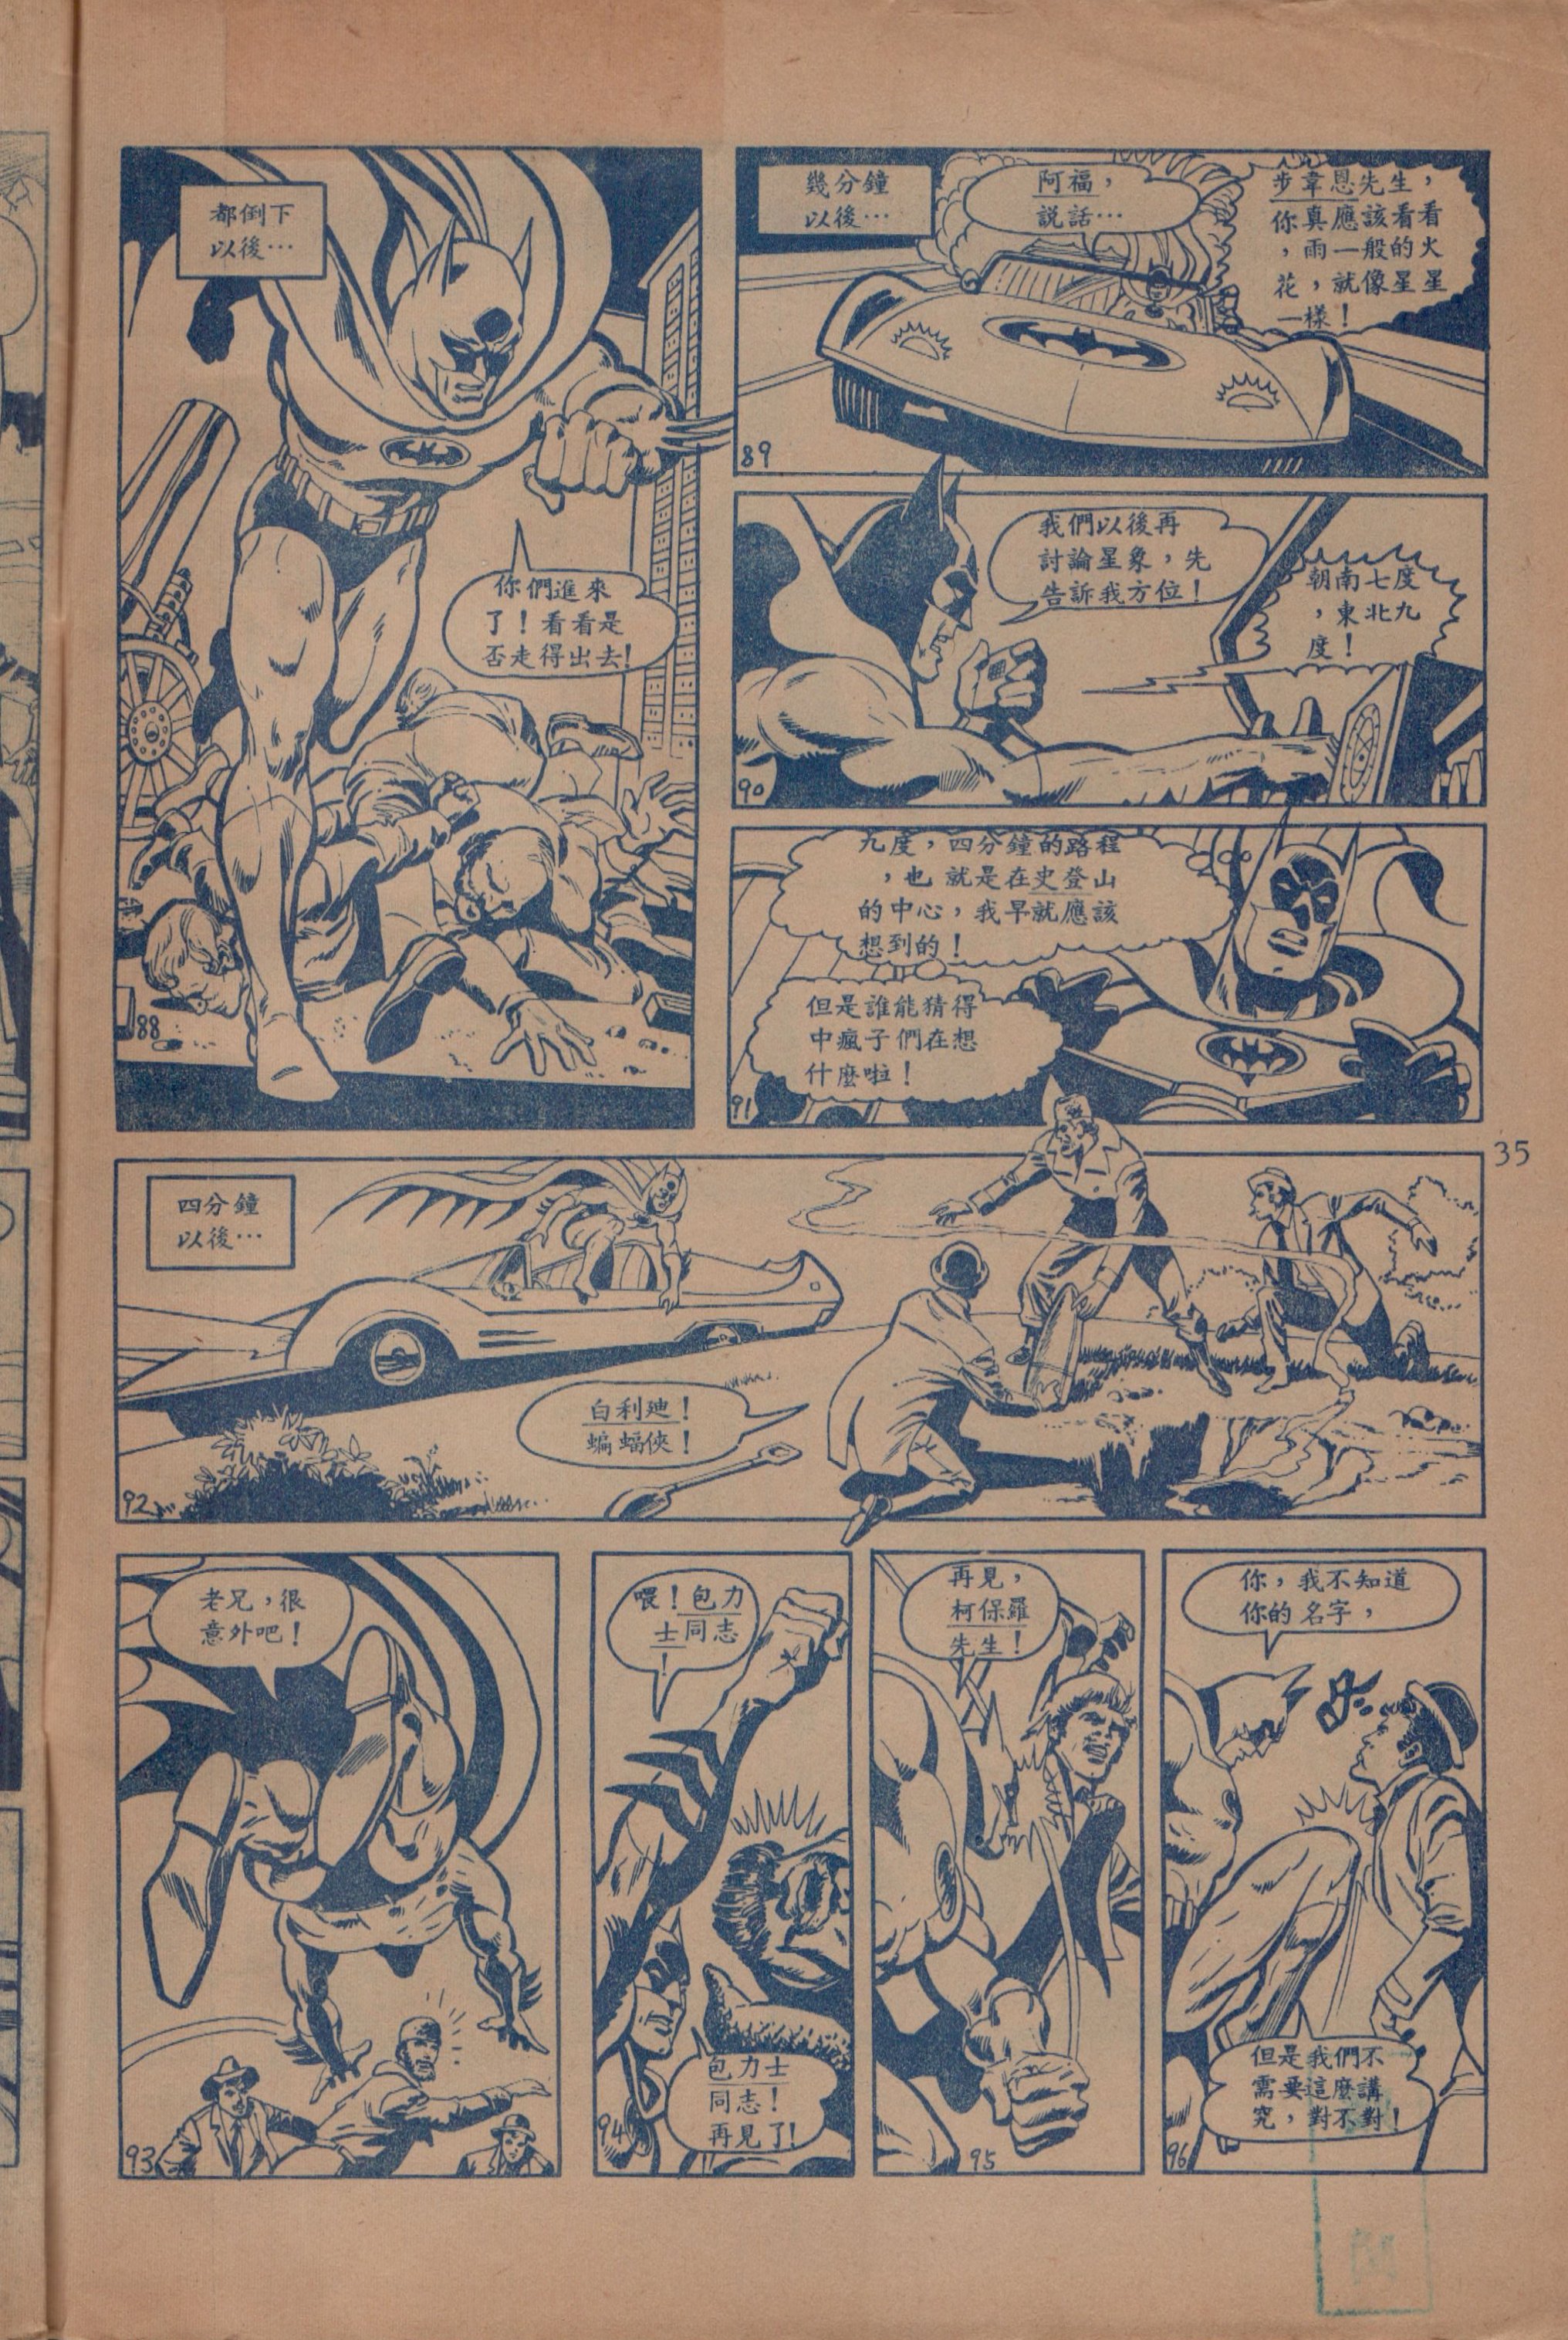 都倒下
以後…
你們進來
了！看看是
否走得出去！
88
幾分鐘
以後…
阿福，
説話…
步韋恩先生，
你真應該看看
，雨一般的火
花，就像星星
一樣！
89
我們以後再
討論星象，先
告訴我方位！
朝南七度
，東北九
度！
90
九度，四分鐘的路程
，也就是在史登山
的中心，我早就應該
想到的！
但是誰能猜得
中瘋子們在想
什麼啦！
91
35
四分鐘
以後…
白利廸！
蝙蝠俠！
92
老兄，很
意外吧！
93
喂！包力
士同志
！
包力士
同志！
再見了！
94
再見，
柯保羅
先生！
95
你，我不知道
你的名字，
但是我們不
需要這麼講
究，對不對！
96